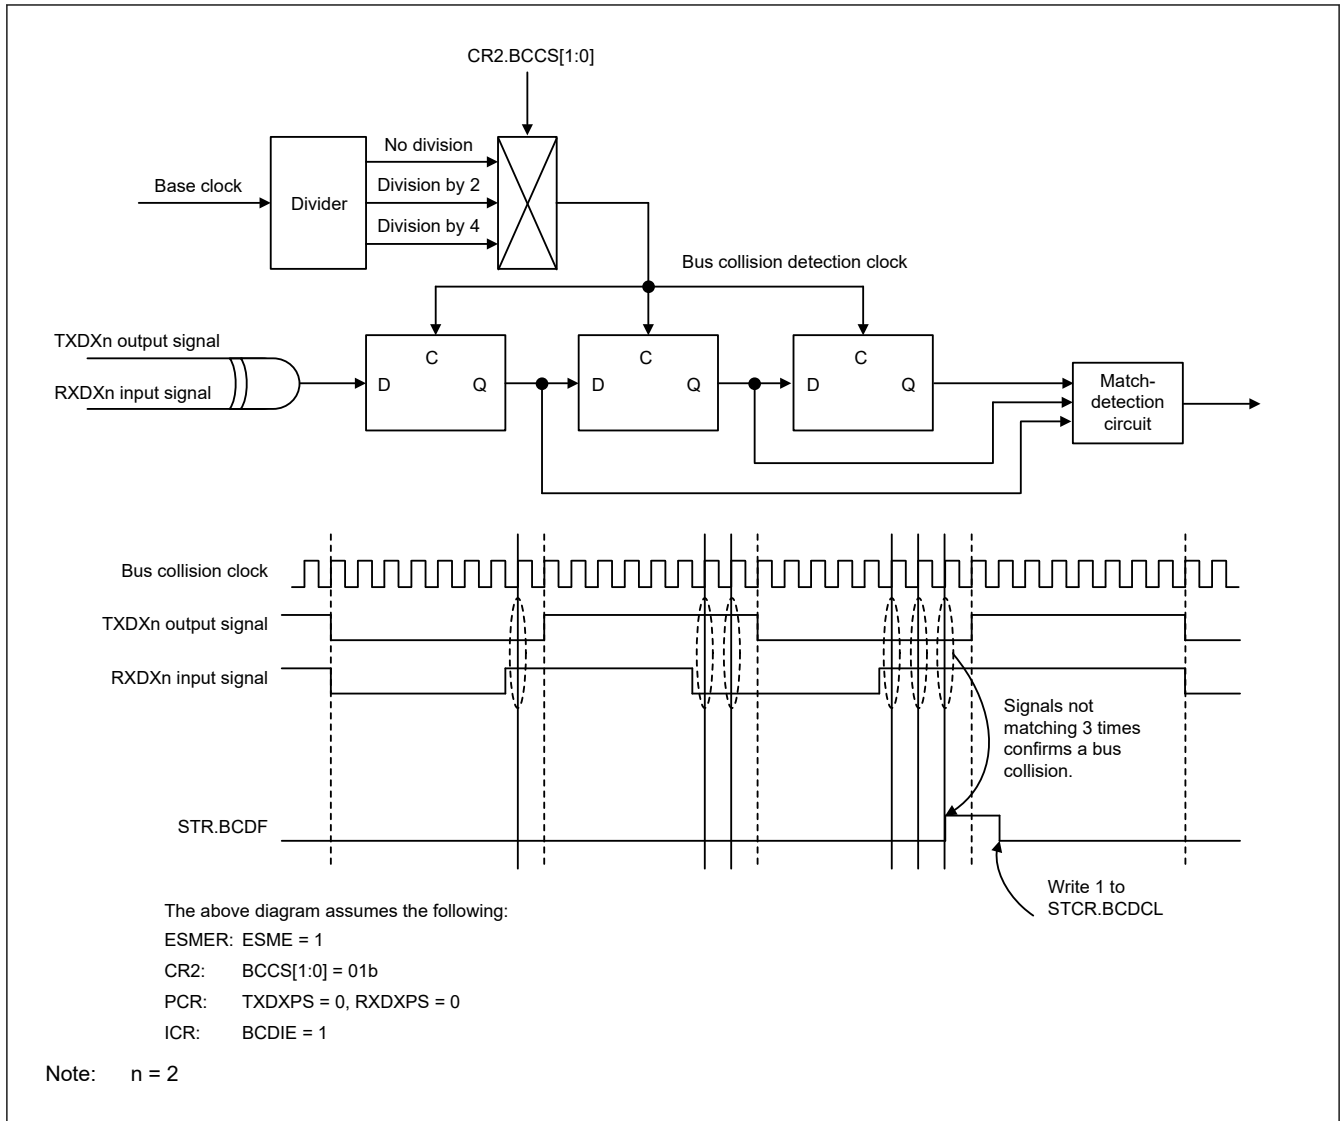 CR2.BCCS[1:0]
No division
Base clock
Division by 2
Divider
Division by 4
Bus collision detection clock
TXDXn output signal
RXDXn input signal
C
D
Q
C
D
Q
C
D
Q
Match-
detection
circuit
Bus collision clock
TXDXn output signal
RXDXn input signal
Signals not
matching 3 times
confirms a bus
collision.
STR.BCDF
Write 1 to
STCR.BCDCL
The above diagram assumes the following:
ESMER: ESME = 1
CR2: BCCS[1:0] = 01b
PCR: TXDXPS = 0, RXDXPS = 0
ICR: BCDIE = 1
Note: n = 2